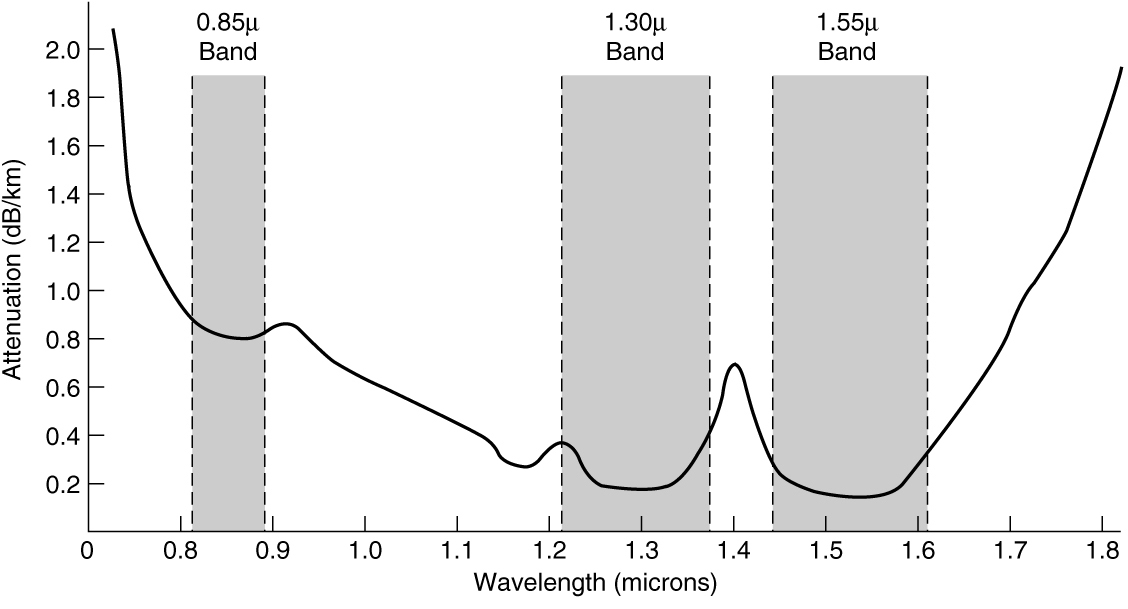 0.85μ
Band
1.30μ
Band
1.55μ
Band
2.0
1.8
1.6
1.4
1.2
1.0
0.8
0.6
0.4
0.2
Attenuation (dB/km)
0 0.8 0.9 1.0 1.1 1.2 1.3 1.4 1.5 1.6 1.7 1.8
Wavelength (microns)